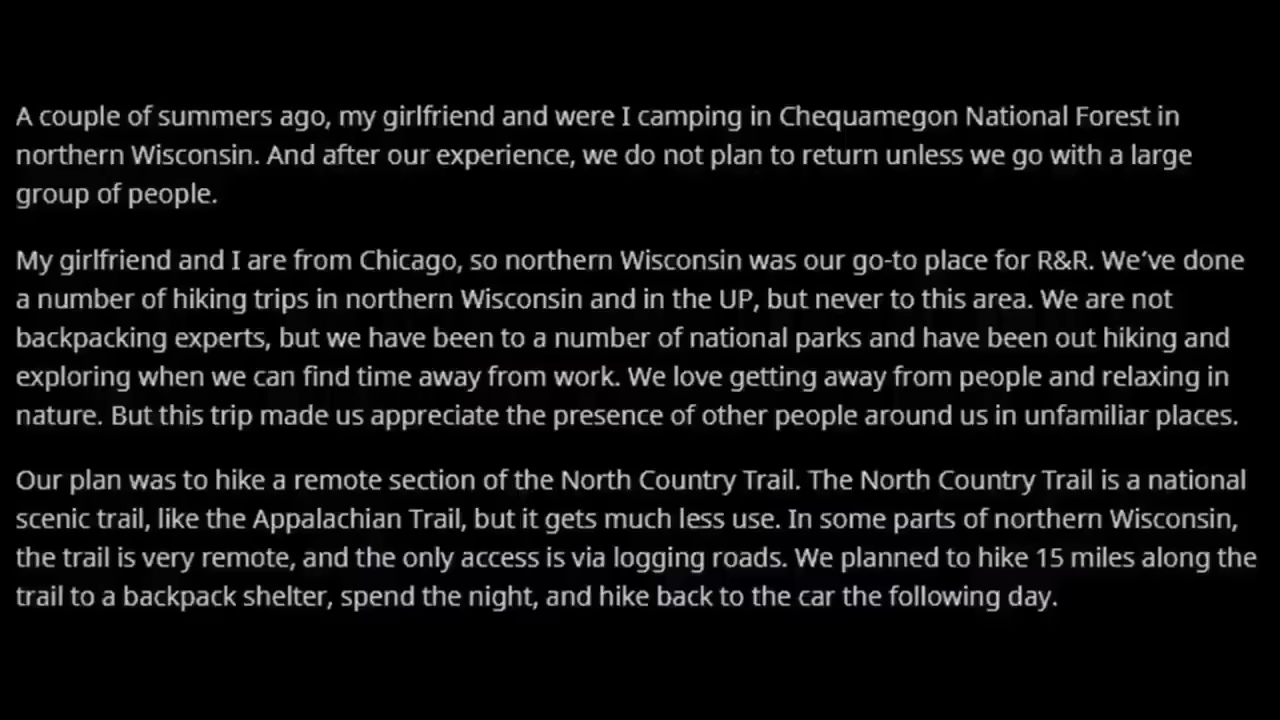 A couple of summers ago, my girlfriend and were I camping in Chequamegon National Forest in
northern Wisconsin. And after our experience, we do not plan to return unless we go with a large
group of people.
My girlfriend and I are from Chicago, so northern Wisconsin was our go-to place for R&R. We’ve done
a number of hiking trips in northern Wisconsin and in the UP, but never to this area. We are not
backpacking experts, but we have been to a number of national parks and have been out hiking and
exploring when we can find time away from work. We love getting away from people and relaxing in
nature. But this trip made us appreciate the presence of other people around us in unfamiliar places.
Our plan was to hike a remote section of the North Country Trail. The North Country Trail is a national
scenic trail, like the Appalachian Trail, but it gets much less use. In some parts of northern Wisconsin,
the trail is very remote, and the only access is via logging roads. We planned to hike 15 miles along the
trail to a backpack shelter, spend the night, and hike back to the car the following day.